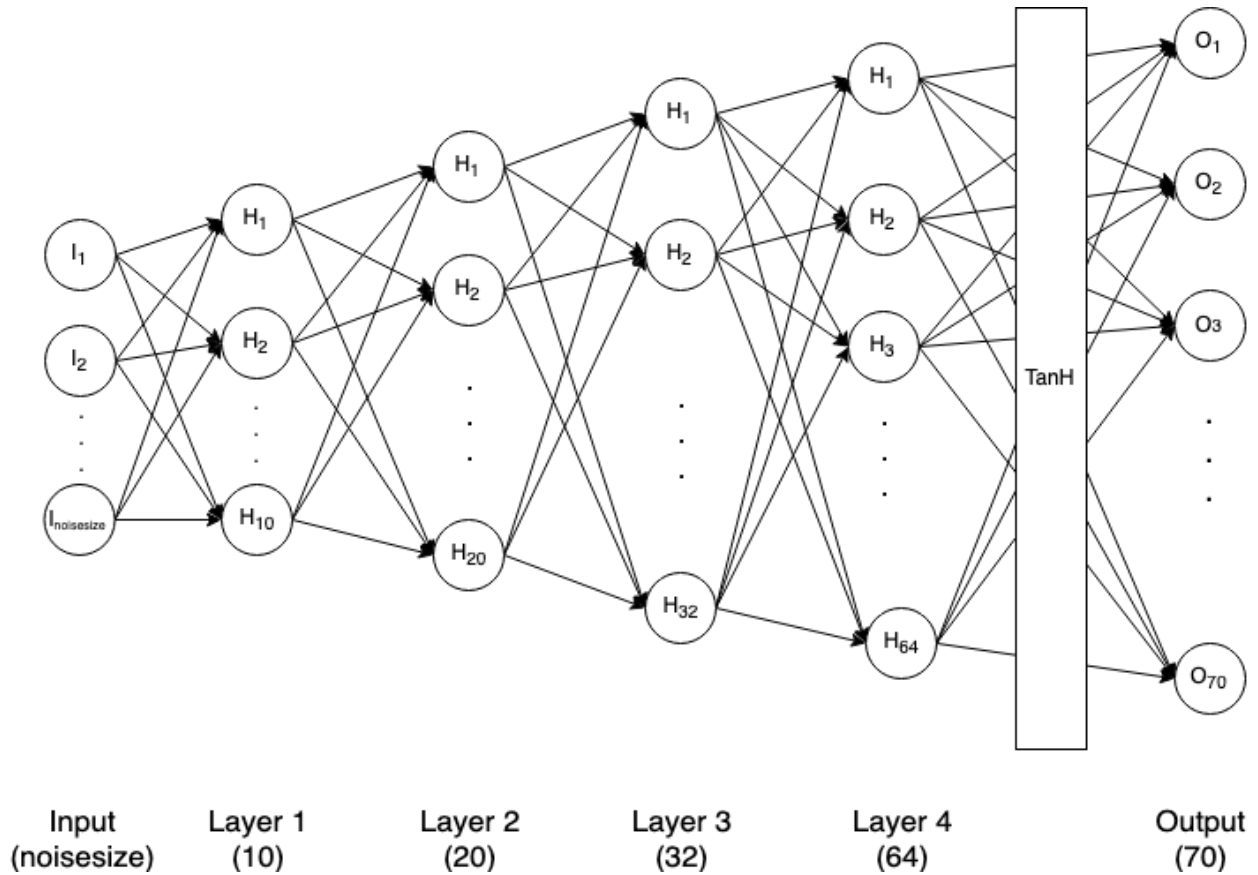 I1
I2
Inoisesize
H1
H2
H10
H1
H2
H20
H1
H2
H32
H1
H2
H3
H64
TanH
O1
O2
O3
O70
Input
(noisesize)
Layer 1
(10)
Layer 2
(20)
Layer 3
(32)
Layer 4
(64)
Output
(70)